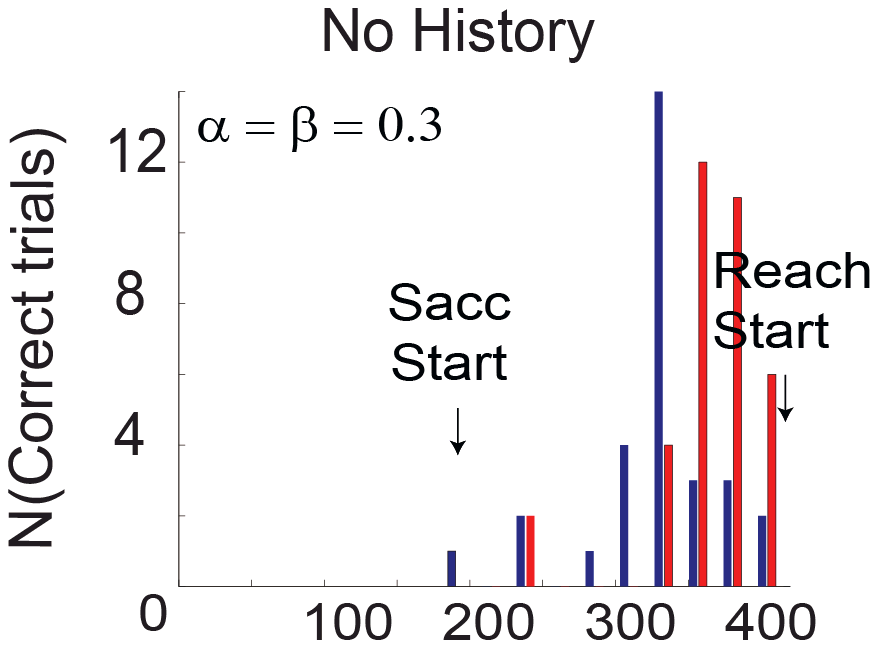 No History
α = β = 0.3
N(Correct trials)
12
8
4
0
Sacc
Start
Reach
Start
100 200 300 400